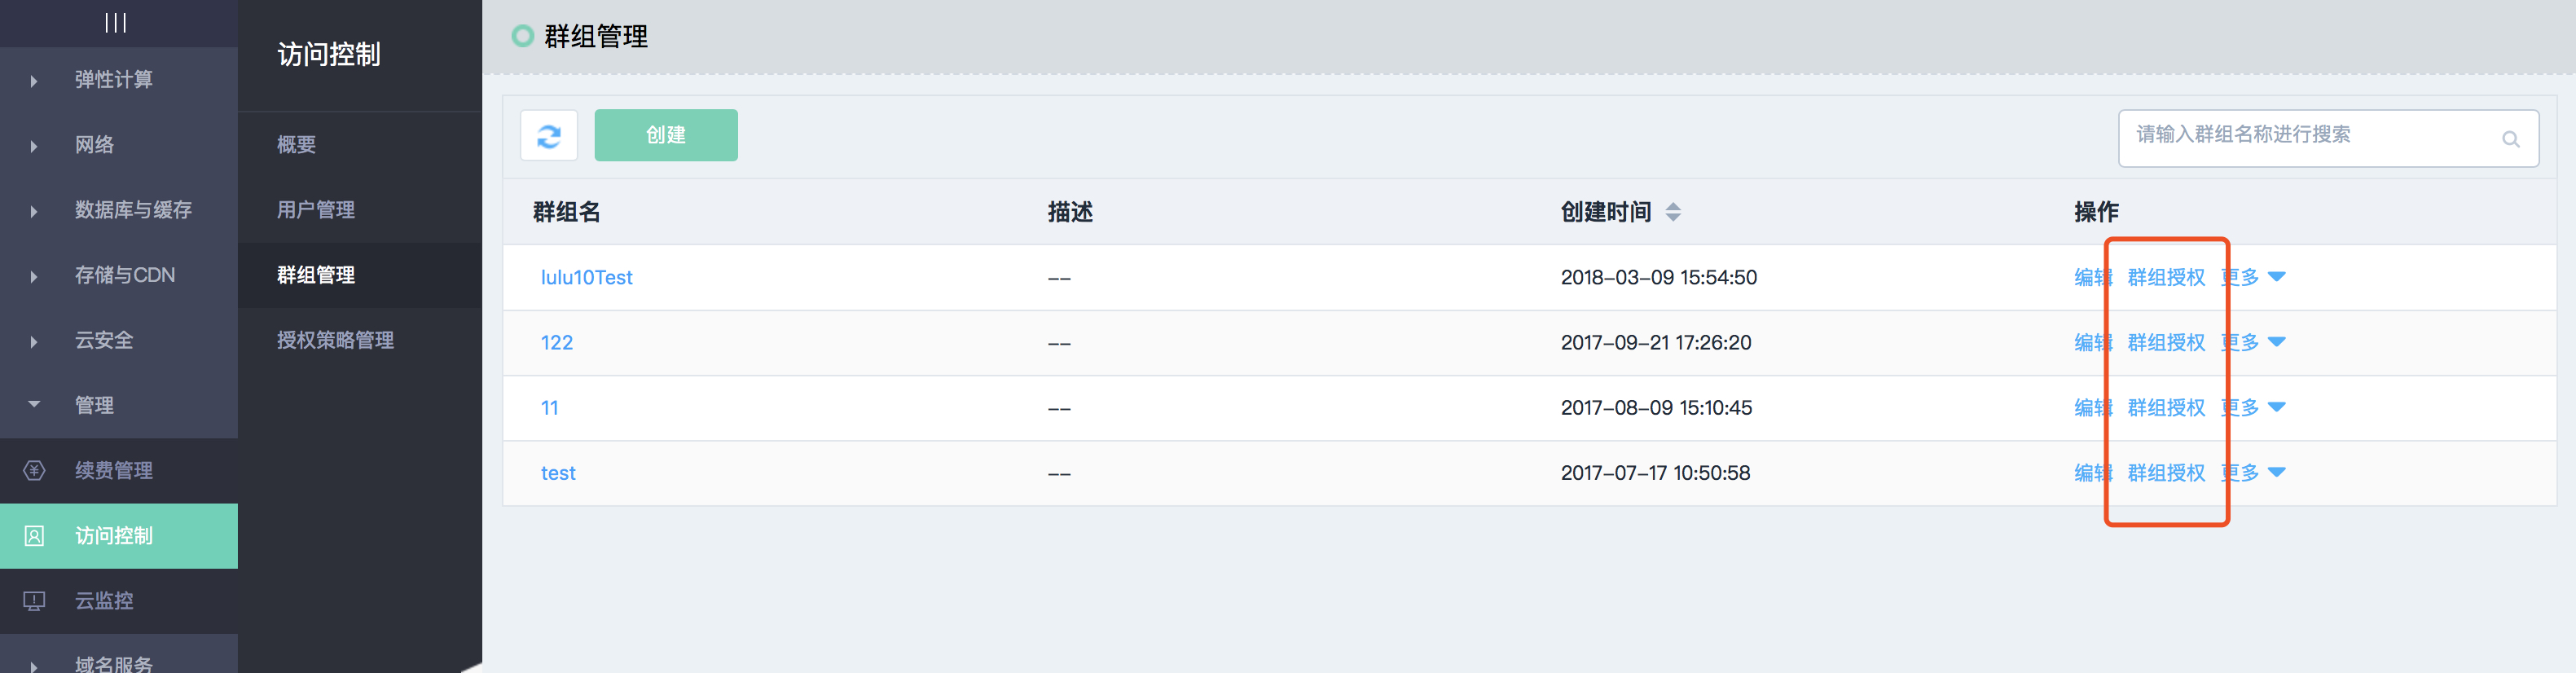 弹性计算
网络
数据库与缓存
存储与CDN
云安全
管理
续费管理
访问控制
云监控
域名服务
访问控制
概要
用户管理
群组管理
授权策略管理
群组管理
创建
请输入群组名称进行搜索
群组名 描述 创建时间 操作
lulu10Test -- 2018-03-09 15:54:50 编辑 群组授权 更多
122 -- 2017-09-21 17:26:20 编辑 群组授权 更多
11 -- 2017-08-09 15:10:45 编辑 群组授权 更多
test -- 2017-07-17 10:50:58 编辑 群组授权 更多